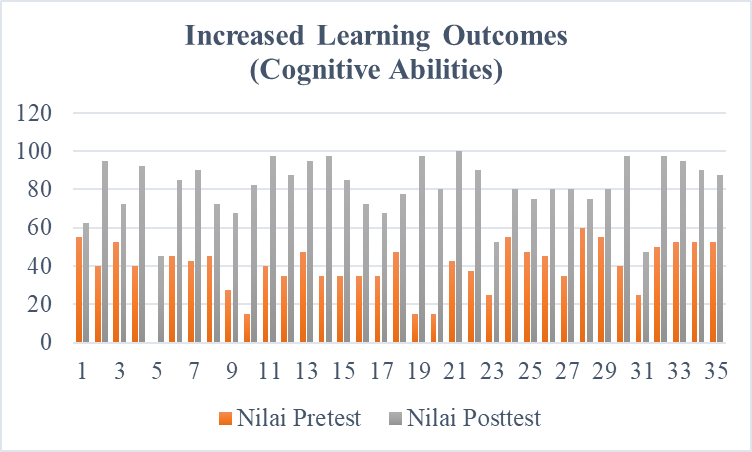 Increased Learning Outcomes
(Cognitive Abilities)
120
100
80
60
40
20
0
1 3 5 7 9 11 13 15 17 19 21 23 25 27 29 31 33 35
Nilai Pretest Nilai Posttest